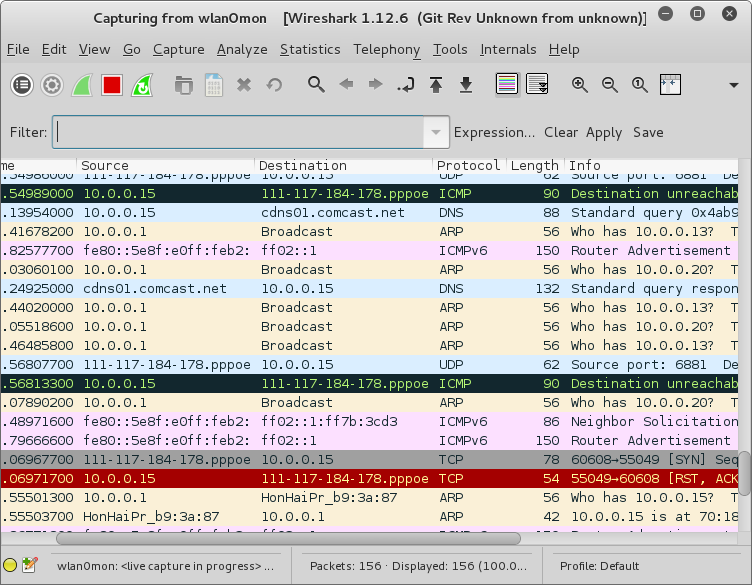 Capturing from wlan0mon [Wireshark 1.12.6 (Git Rev Unknown from unknown)]
File Edit View Go Capture Analyze Statistics Telephony Tools Internals Help
Filter: Expression... Clear Apply Save
me Source Destination Protocol Length Info
.54986000 111-117-184-178.pppoe 10.0.0.15 UDP 62 Source port: 6881 De
.54989000 10.0.0.15 111-117-184-178.pppoe ICMP 90 Destination unreachab
.13954000 10.0.0.15 cdns01.comcast.net DNS 88 Standard query 0x4ab9
.41678200 10.0.0.1 Broadcast ARP 56 Who has 10.0.0.13? T
.82577700 fe80::5e8f:e0ff:feb2: ff02::1 ICMPv6 150 Router Advertisement
.03060100 10.0.0.1 Broadcast ARP 56 Who has 10.0.0.20? T
.24925000 cdns01.comcast.net 10.0.0.15 DNS 132 Standard query respon
.44020000 10.0.0.1 Broadcast ARP 56 Who has 10.0.0.13? T
.05518600 10.0.0.1 Broadcast ARP 56 Who has 10.0.0.20? T
.46485800 10.0.0.1 Broadcast ARP 56 Who has 10.0.0.13? T
.56807700 111-117-184-178.pppoe 10.0.0.15 UDP 62 Source port: 6881 De
.56813300 10.0.0.15 111-117-184-178.pppoe ICMP 90 Destination unreachab
.07890200 10.0.0.1 Broadcast ARP 56 Who has 10.0.0.20? T
.48971600 fe80::5e8f:e0ff:feb2: ff02::1:ff7b:3cd3 ICMPv6 86 Neighbor Solicitation
.79666600 fe80::5e8f:e0ff:feb2: ff02::1 ICMPv6 150 Router Advertisement
.06967700 111-117-184-178.pppoe 10.0.0.15 TCP 78 60608→55049 [SYN] Seq
.06971700 10.0.0.15 111-117-184-178.pppoe TCP 54 55049→60608 [RST, ACK
.55501300 10.0.0.1 HonHaiPr_b9:3a:87 ARP 56 Who has 10.0.0.15? T
.55503700 HonHaiPr_b9:3a:87 10.0.0.1 ARP 42 10.0.0.15 is at 70:18
wlan0mon: <live capture in progress> ... Packets: 156 · Displayed: 156 (100.0... Profile: Default